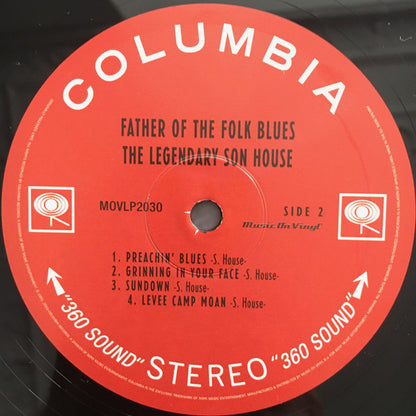 COLUMBIA
FATHER OF THE FOLK BLUES
THE LEGENDARY SON HOUSE
MOVLP2030
SIDE 2
Music On Vinyl
1. PREACHIN' BLUES -S. House-
2. GRINNING IN YOUR FACE -S. House-
3. SUNDOWN -S. House-
4. LEVEE CAMP MOAN -S. House-
"360 SOUND" STEREO "360 SOUND"